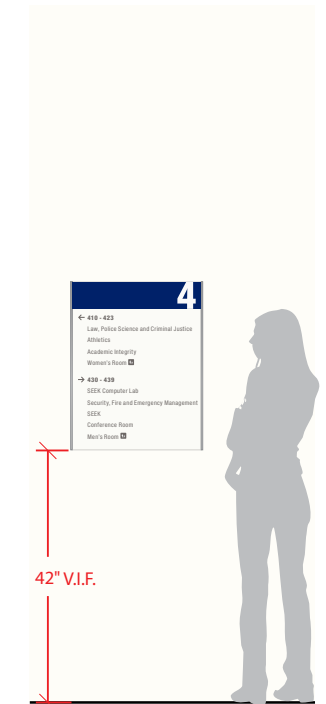 4
← 410 - 423
Law, Police Science and Criminal Justice
Athletics
Academic Integrity
Women's Room
→ 430 - 439
SEEK Computer Lab
Security, Fire and Emergency Management
SEEK
Conference Room
Men's Room
42" V.I.F.